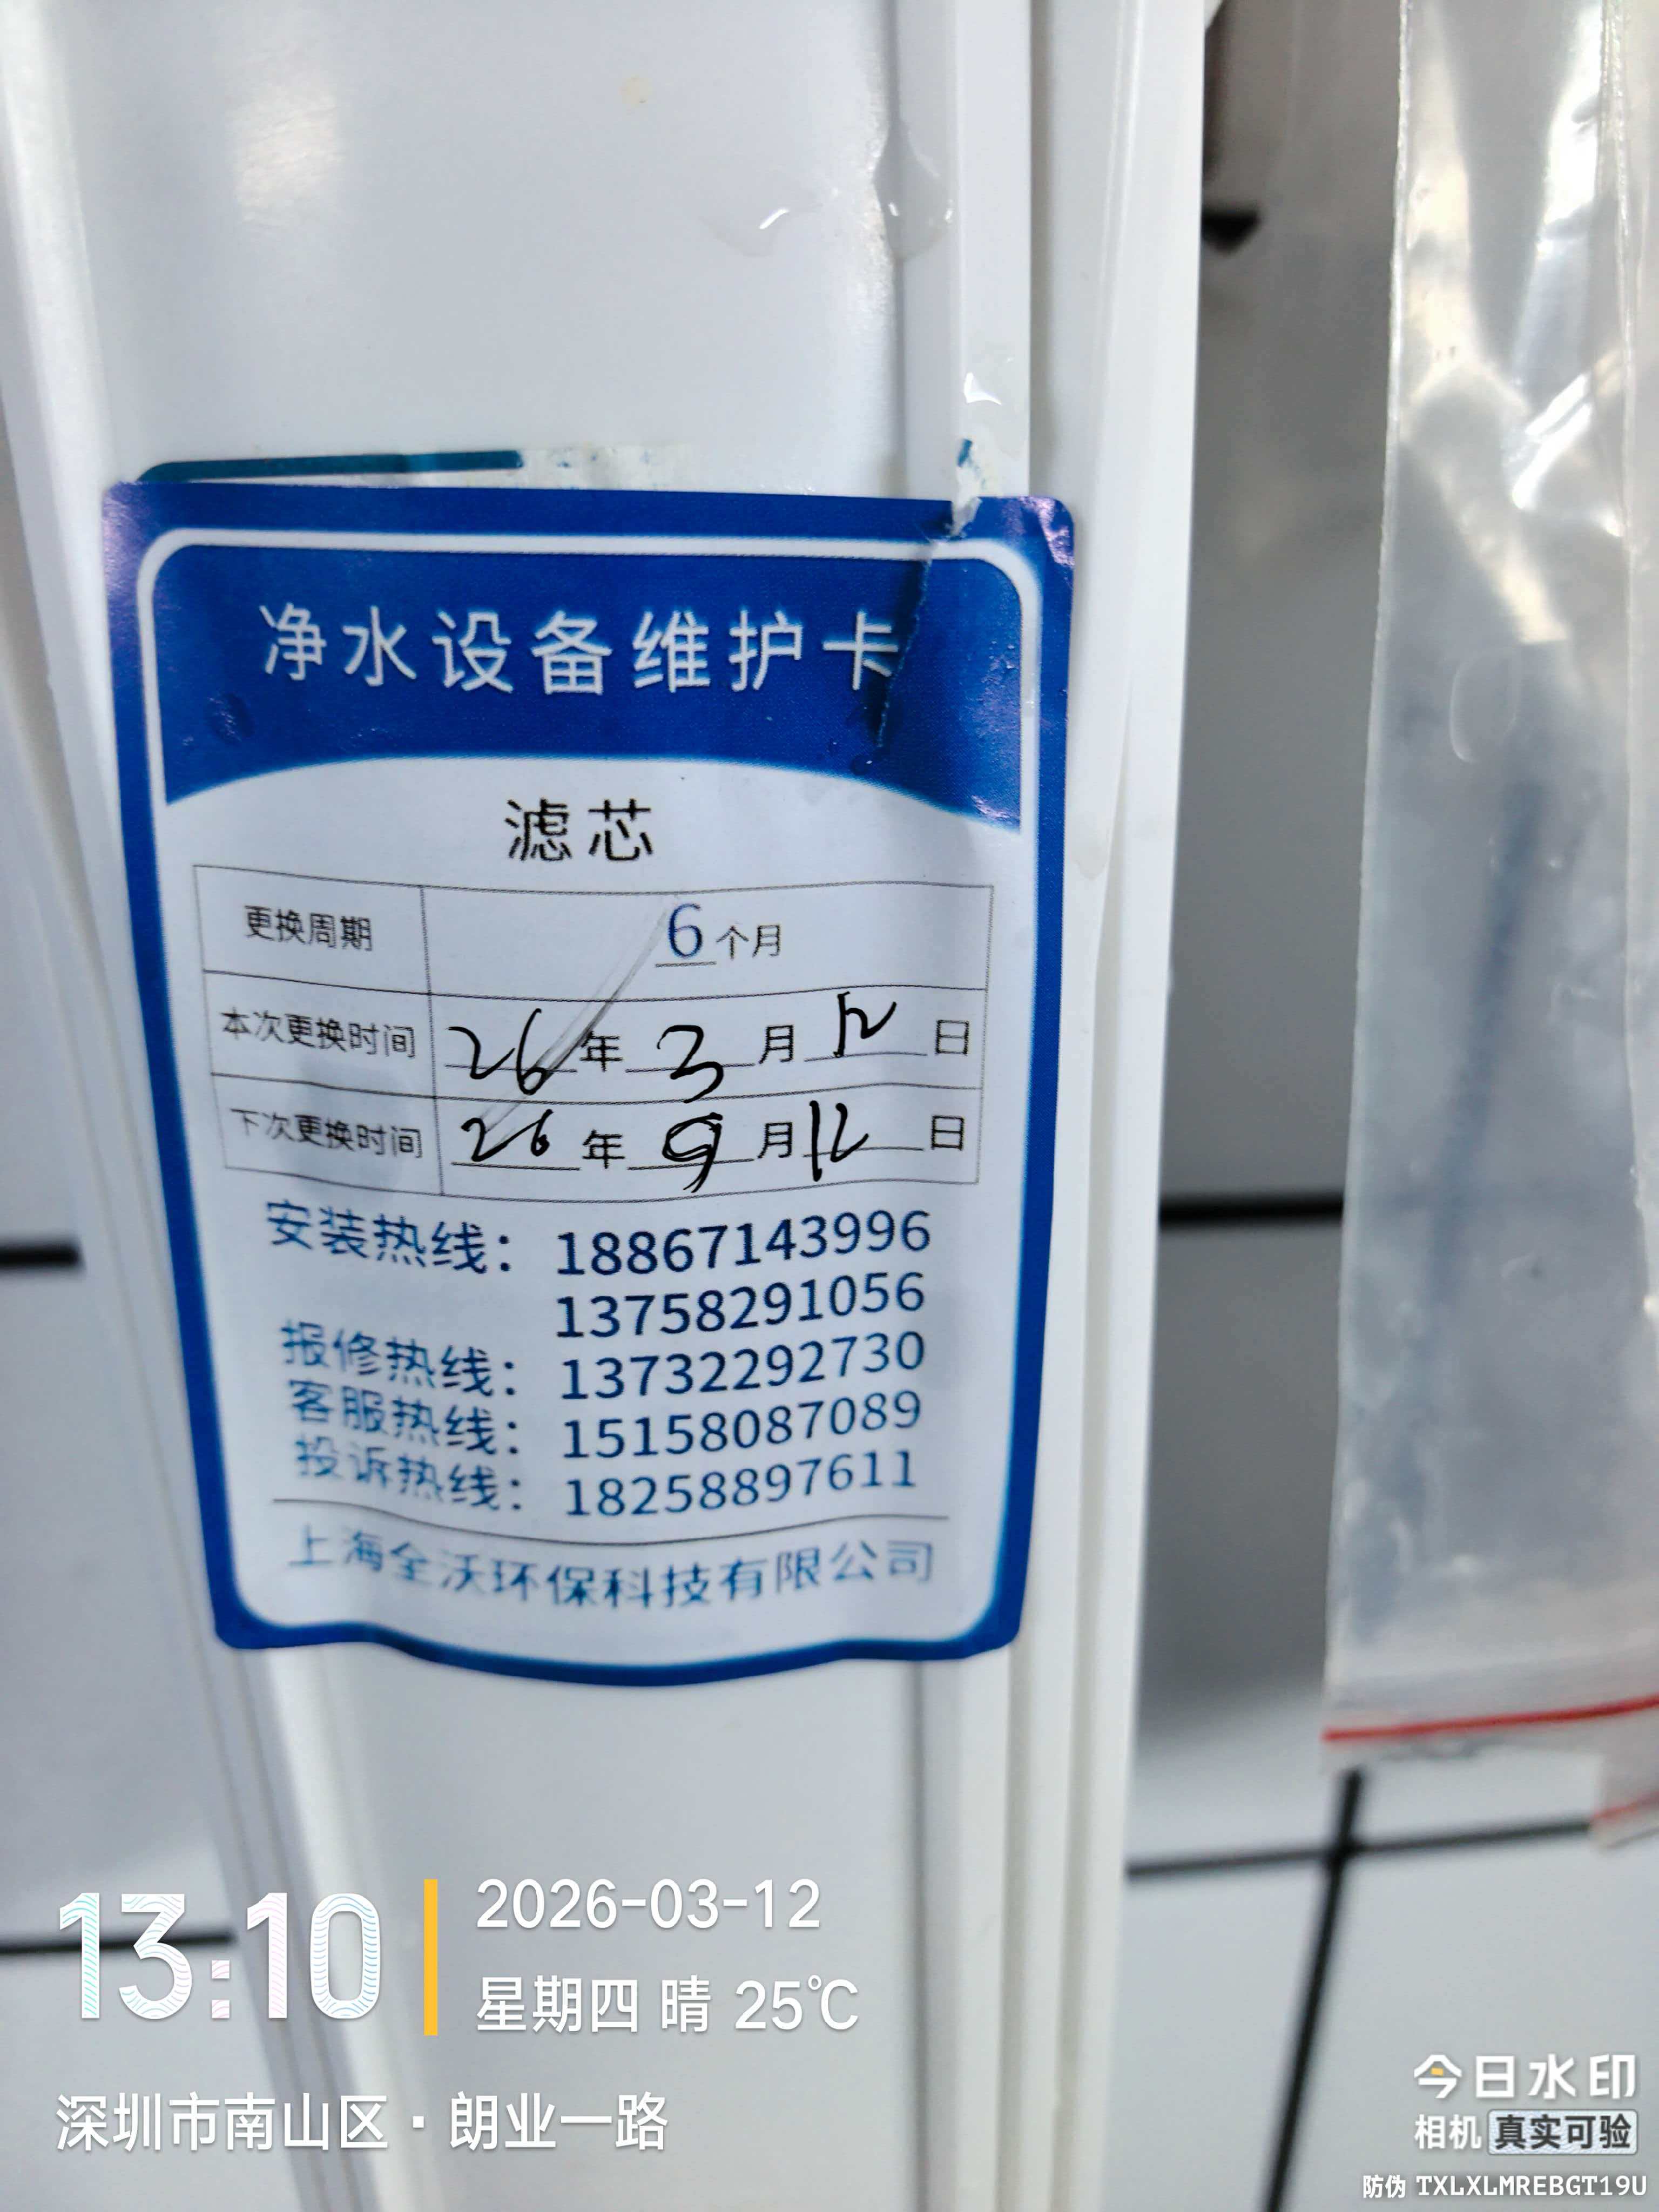 净水设备维护卡
滤芯
更换周期 6个月
本次更换时间 26年3月12日
下次更换时间 26年9月12日
安装热线：18867143996
13758291056
报修热线：13732292730
客服热线：15158087089
投诉热线：18258897611
上海全沃环保科技有限公司
13:10
2026-03-12
星期四 晴 25℃
深圳市南山区·朗业一路
今日水印
相机 真实可验
防伪 TXLXLMREBGT19U